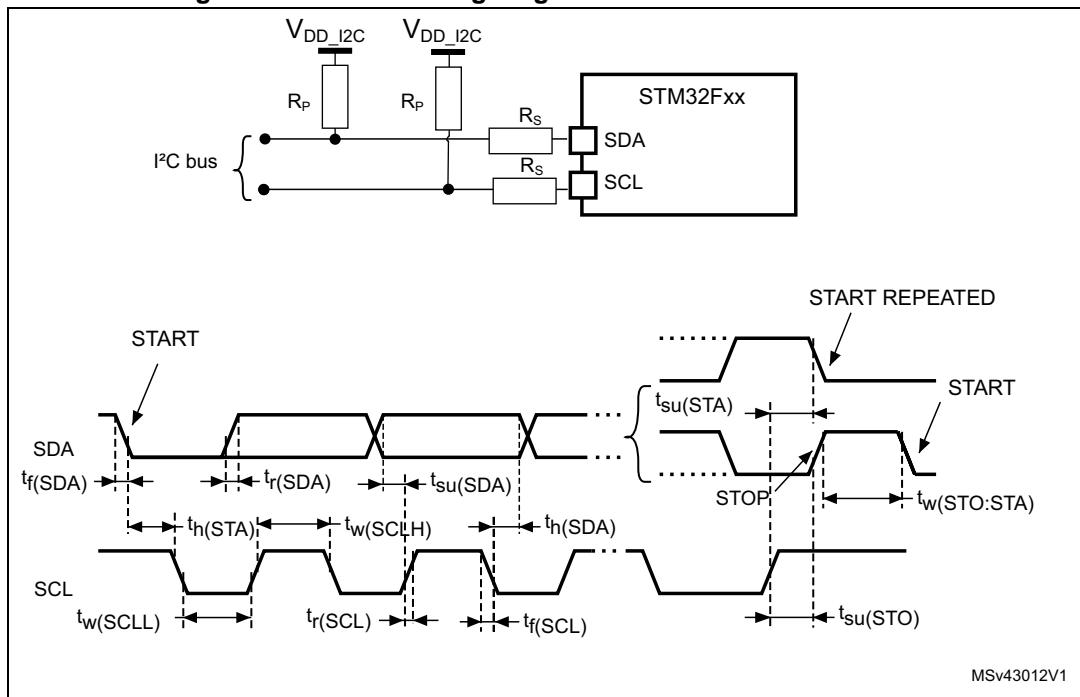 V_DD_I2C V_DD_I2C
STM32Fxx
R_P R_P
R_S
SDA
I²C bus
R_S
SCL
START REPEATED
START
START
t_su(STA)
SDA
t_f(SDA) t_r(SDA) t_su(SDA)
STOP
t_w(STO:STA)
t_h(STA) t_w(SCLH) t_h(SDA)
SCL
t_w(SCLL) t_r(SCL) t_f(SCL) t_su(STO)
MSv43012V1